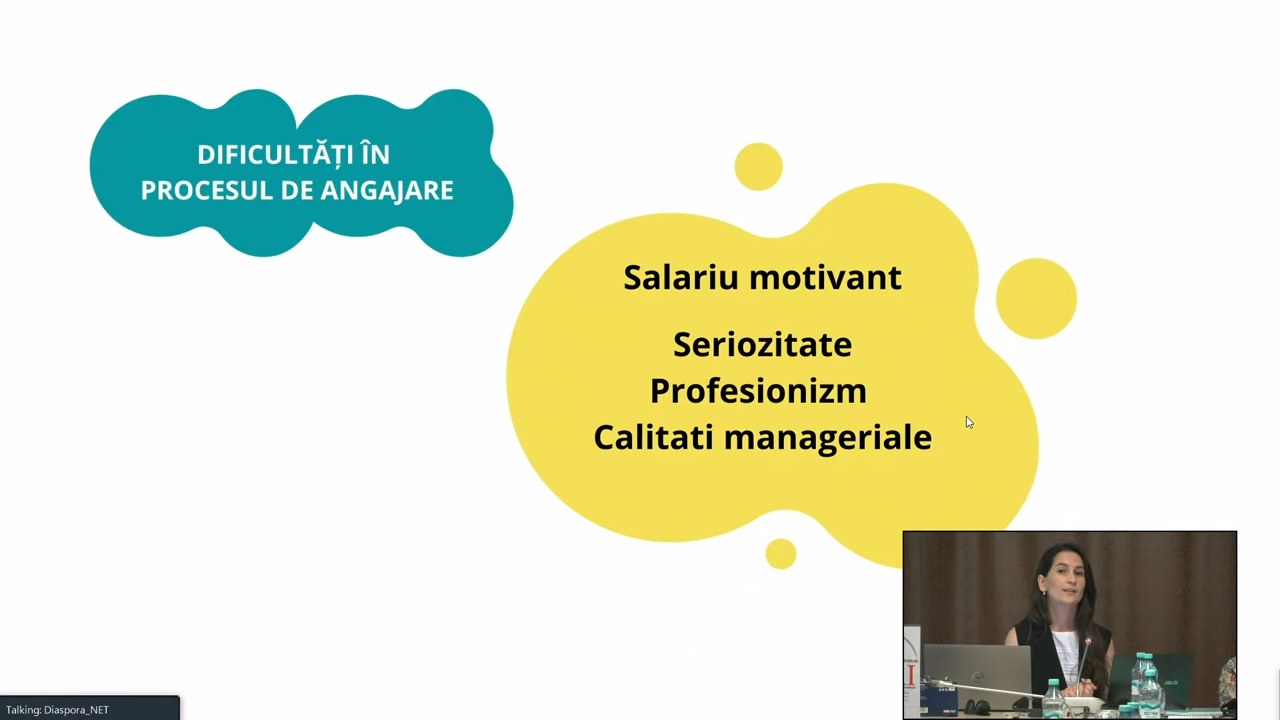 DIFICULTĂȚI ÎN
PROCESUL DE ANGAJARE
Salariu motivant
Seriozitate
Profesionizm
Calitati manageriale
Talking: Diaspora_NET